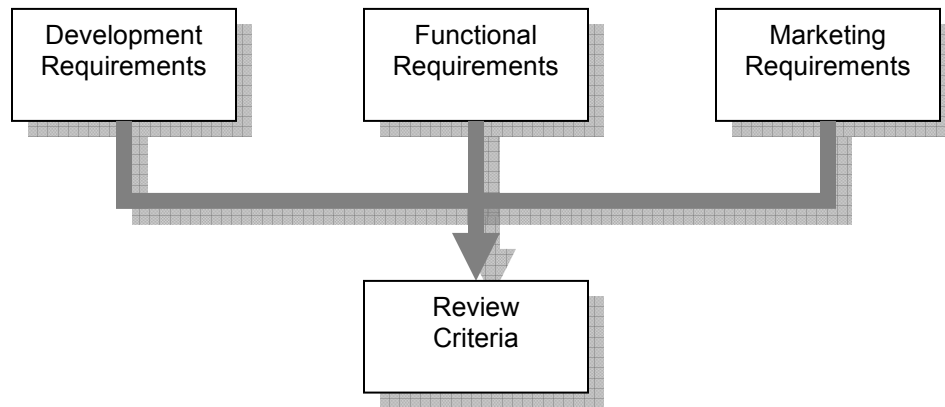 Development
Requirements
Functional
Requirements
Marketing
Requirements
Review
Criteria